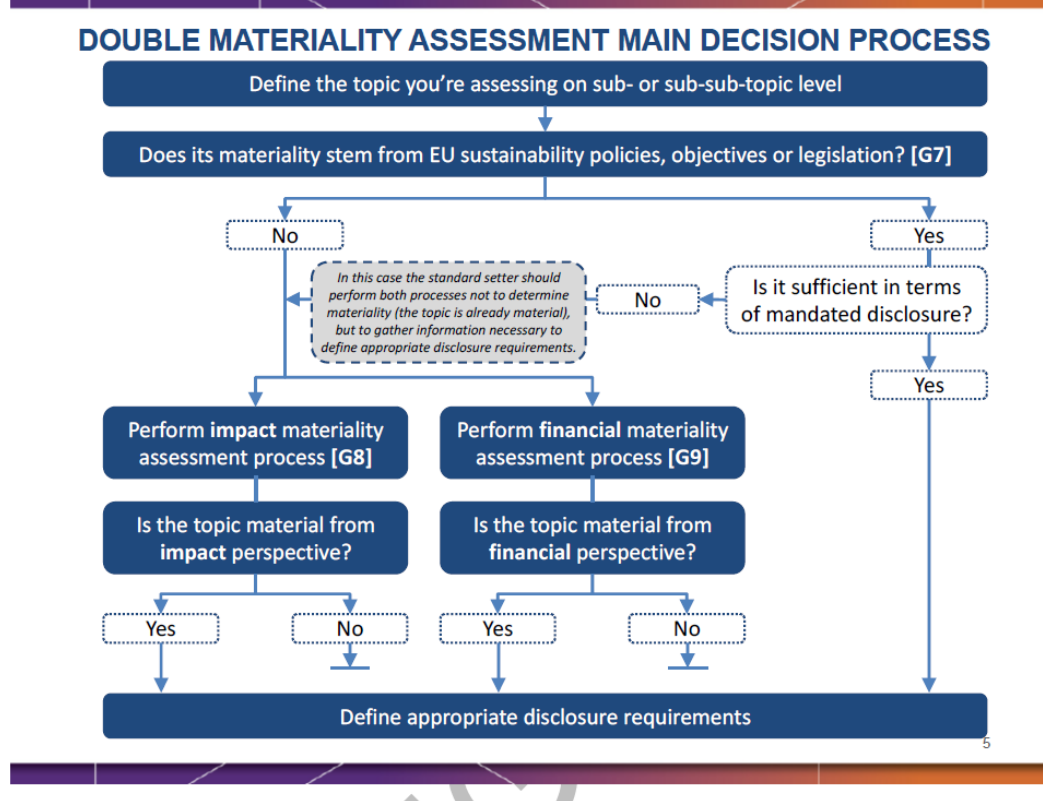 DOUBLE MATERIALITY ASSESSMENT MAIN DECISION PROCESS
Define the topic you’re assessing on sub- or sub-sub-topic level
Does its materiality stem from EU sustainability policies, objectives or legislation? [G7]
No
Yes
In this case the standard setter should
perform both processes not to determine
materiality (the topic is already material),
but to gather information necessary to
define appropriate disclosure requirements.
No
Is it sufficient in terms
of mandated disclosure?
Yes
Perform impact materiality
assessment process [G8]
Perform financial materiality
assessment process [G9]
Is the topic material from
impact perspective?
Is the topic material from
financial perspective?
Yes
No
Yes
No
Define appropriate disclosure requirements
5